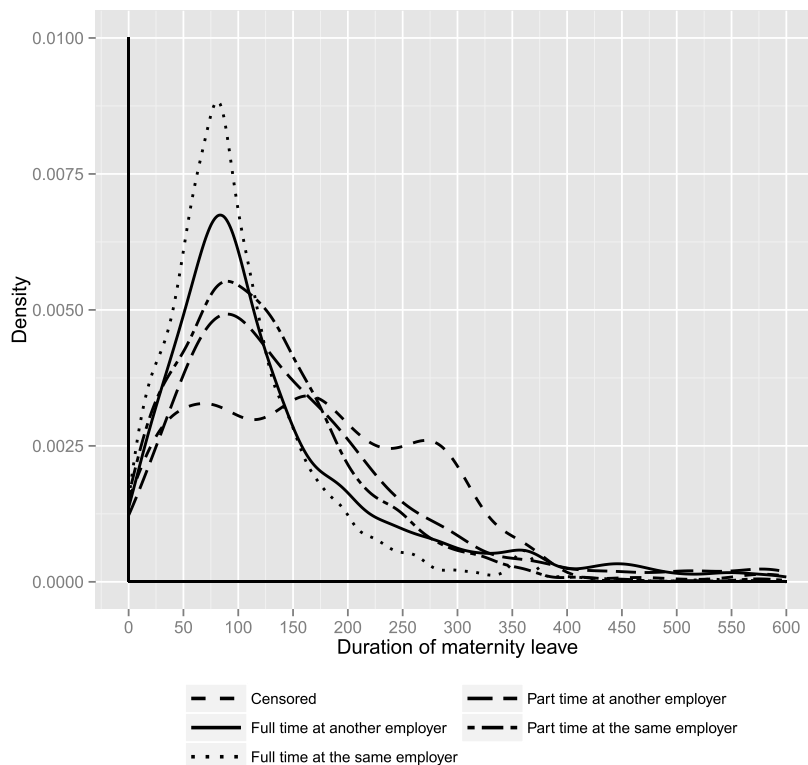 0.0100
0.0075
0.0050
0.0025
0.0000
Density
0 50 100 150 200 250 300 350 400 450 500 550 600
Duration of maternity leave
Censored
Part time at another employer
Full time at another employer
Part time at the same employer
Full time at the same employer